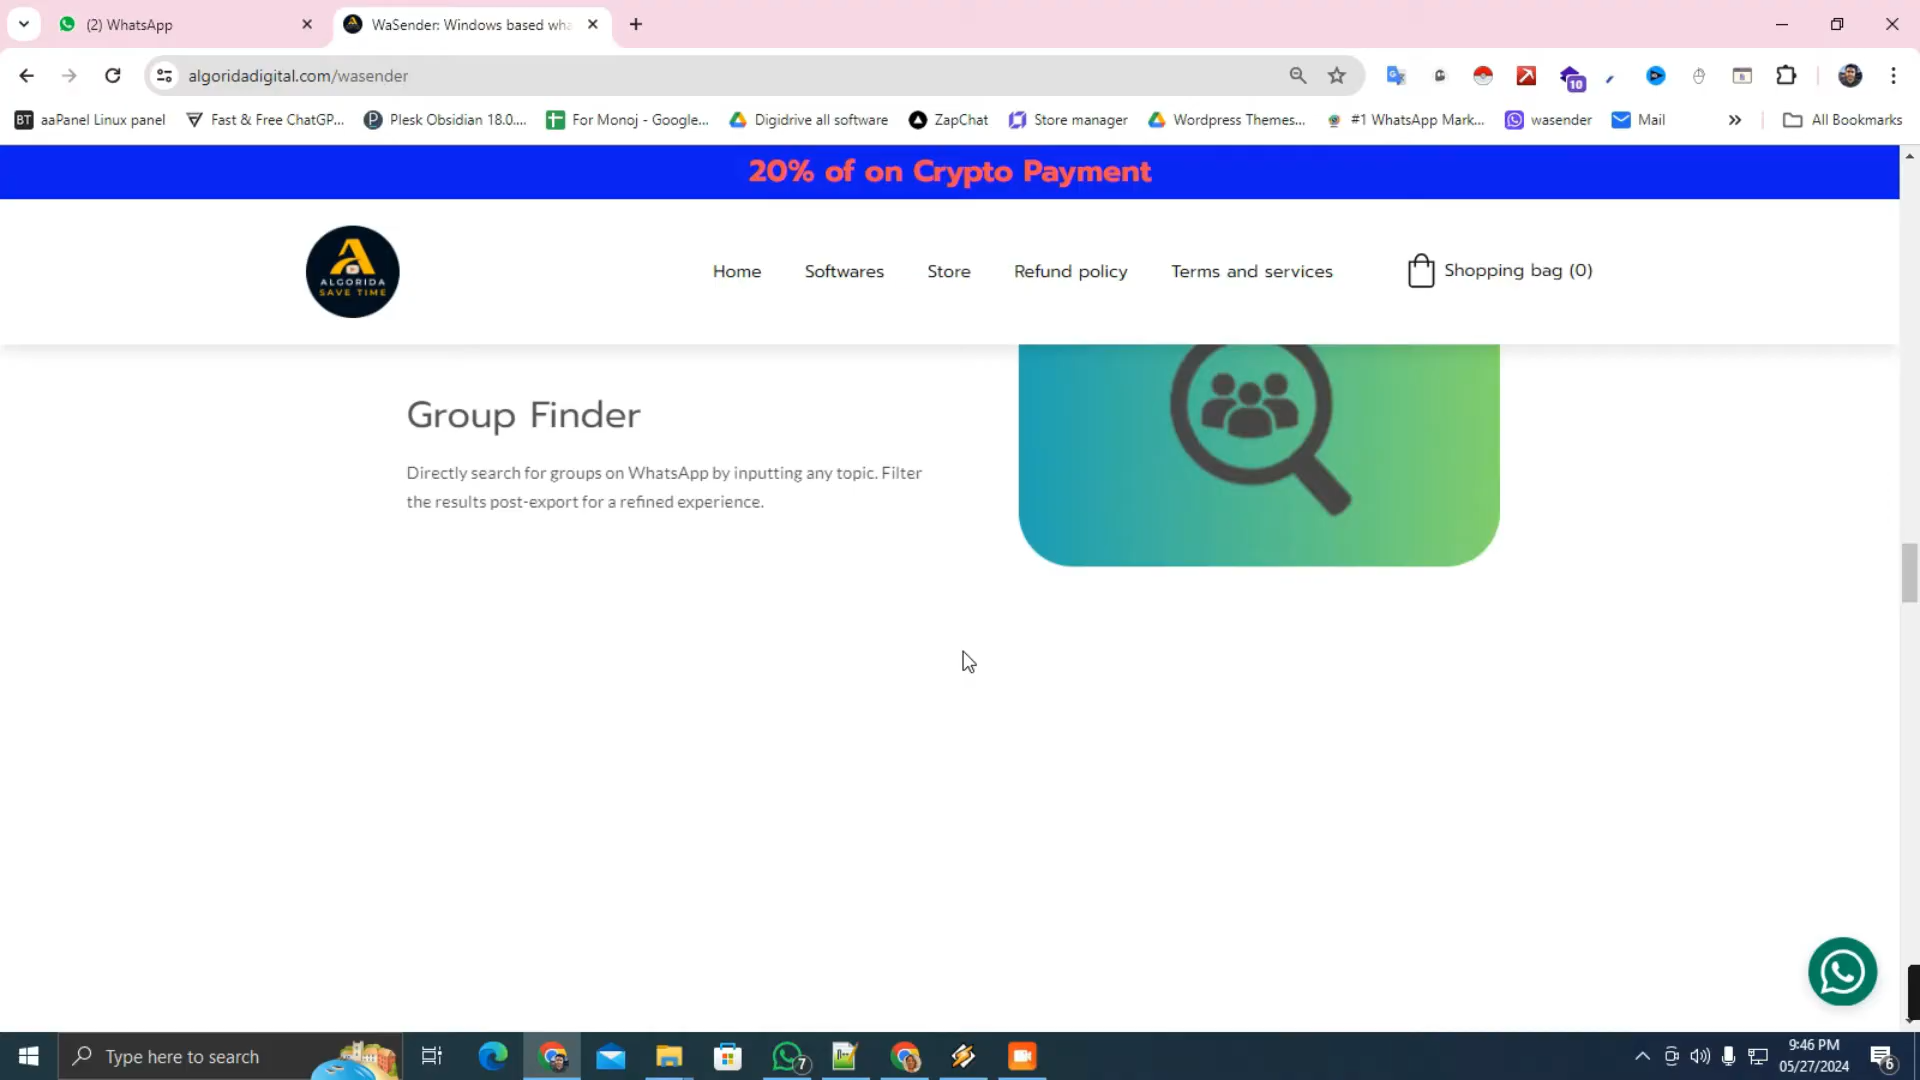 (2) WhatsApp
WaSender: Windows based wha
algoridadigital.com/wasender
10
BT aaPanel Linux panel
Fast & Free ChatGP...
Plesk Obsidian 18.0....
For Monoj - Google...
Digidrive all software
ZapChat
Store manager
Wordpress Themes...
#1 WhatsApp Mark...
wasender
Mail
All Bookmarks
20% of on Crypto Payment
ALGORIDA
SAVE TIME
Home
Softwares
Store
Refund policy
Terms and services
Shopping bag (0)
Group Finder
Directly search for groups on WhatsApp by inputting any topic. Filter
the results post-export for a refined experience.
Type here to search
7
9:46 PM
05/27/2024
6